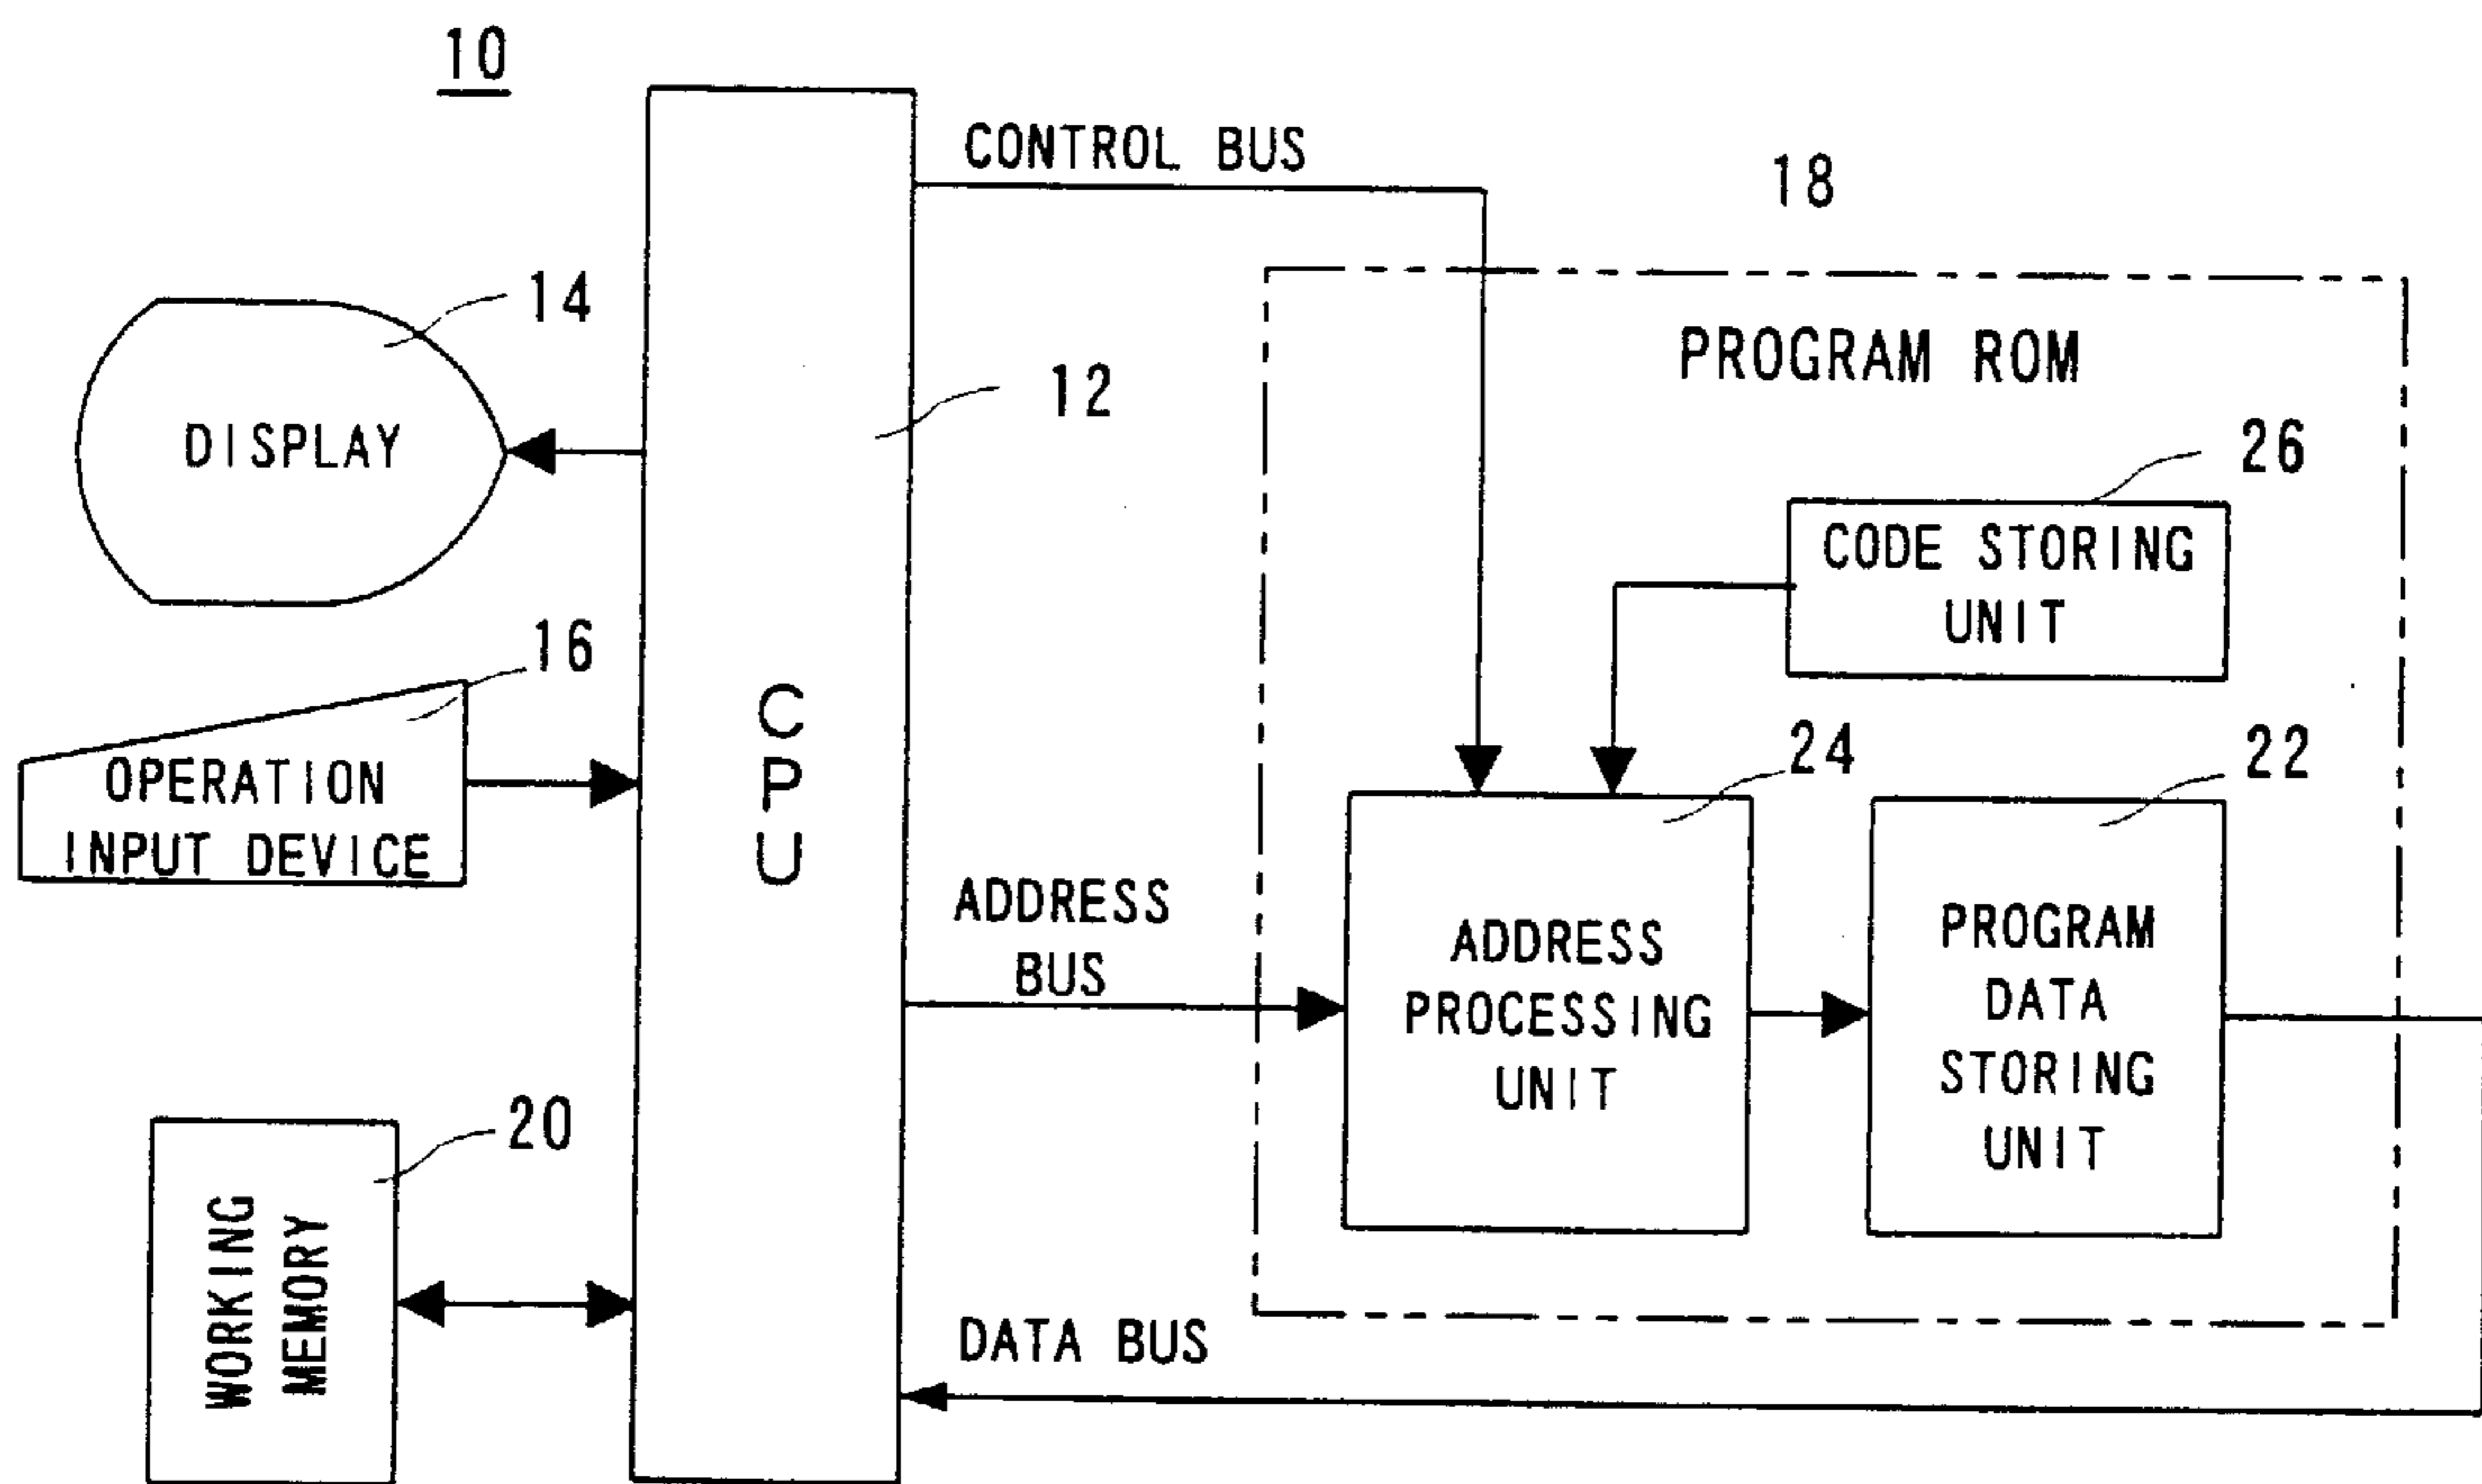 10
CONTROL BUS
18
14
PROGRAM ROM
12
DISPLAY
26
CODE STORING
UNIT
16
CPU
24
22
OPERATION
INPUT DEVICE
ADDRESS
BUS
ADDRESS
PROCESSING
UNIT
PROGRAM
DATA
STORING
UNIT
20
WORKING
MEMORY
DATA BUS